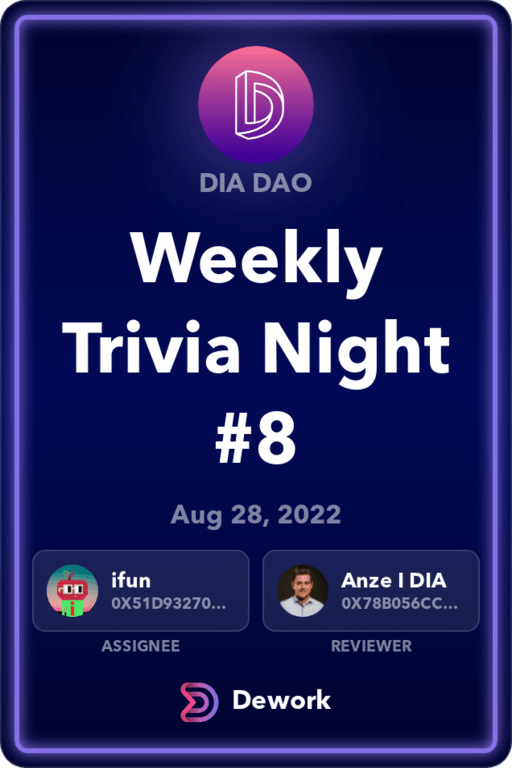 DIA DAO
Weekly
Trivia Night
#8
Aug 28, 2022
ifun
0X51D93270...
Anze I DIA
0X78B056CC...
ASSIGNEE
REVIEWER
Dework